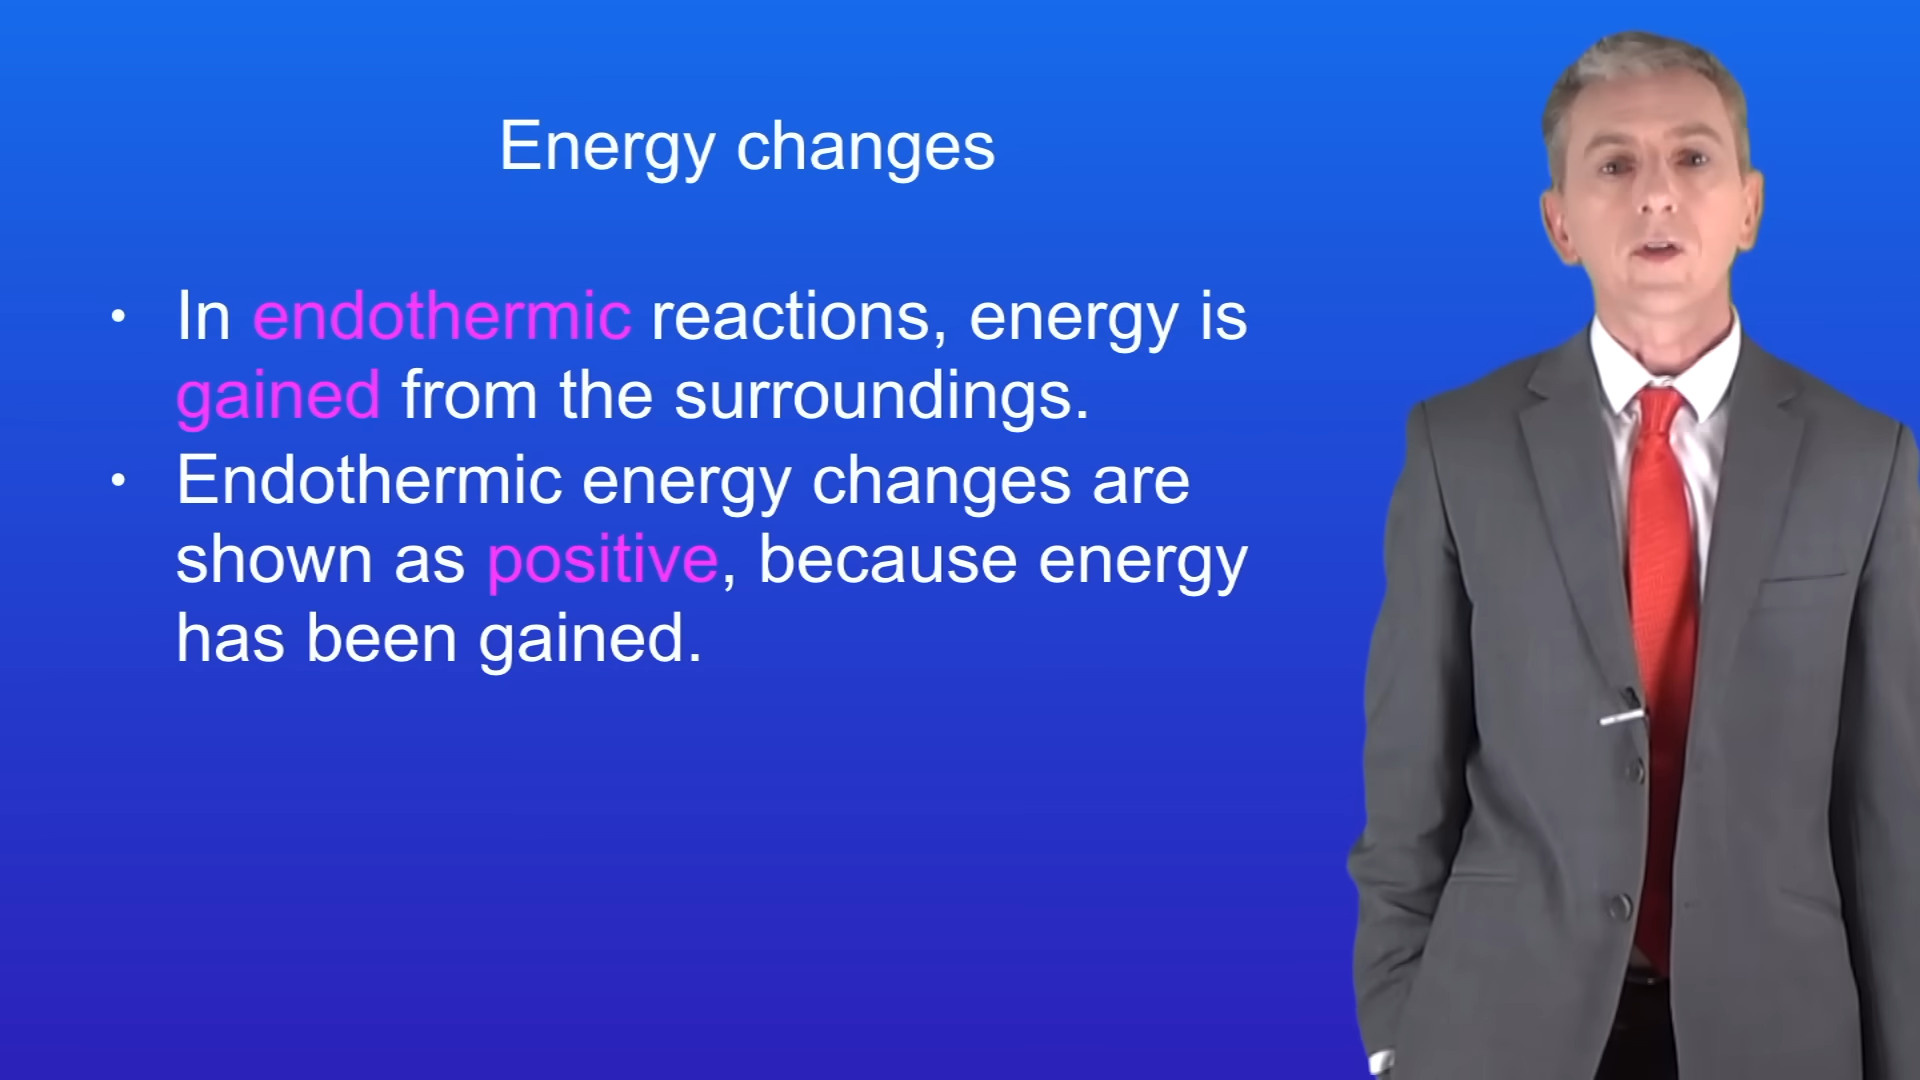 Energy changes
• In endothermic reactions, energy is
gained from the surroundings.
• Endothermic energy changes are
shown as positive, because energy
has been gained.